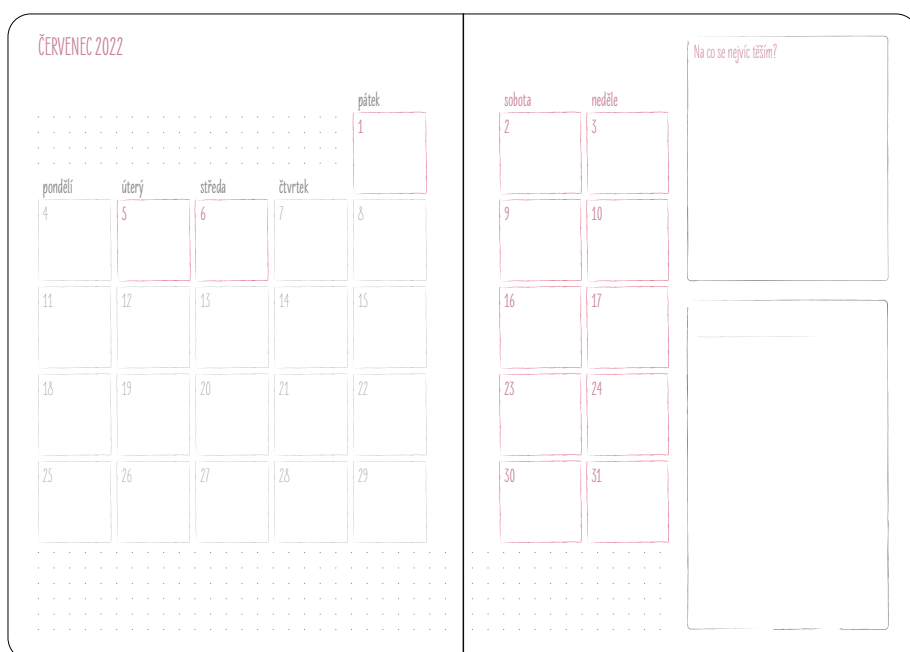 ČERVENEC 2022
Na co se nejvíc těším?
pátek sobota neděle
1 2 3
pondělí úterý středa čtvrtek
4 5 6 7 8 9 10
11 12 13 14 15 16 17
18 19 20 21 22 23 24
25 26 27 28 29 30 31